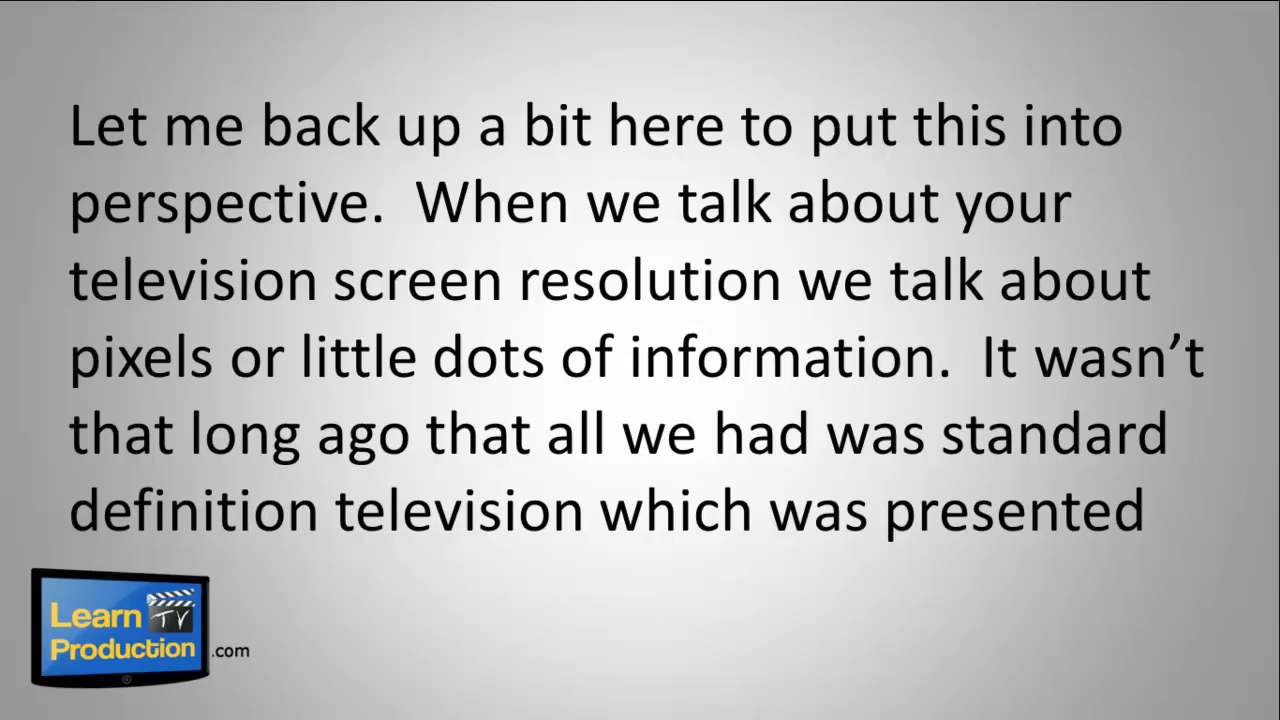 Let me back up a bit here to put this into
perspective.  When we talk about your
television screen resolution we talk about
pixels or little dots of information.  It wasn’t
that long ago that all we had was standard
definition television which was presented
Learn TV
Production .com